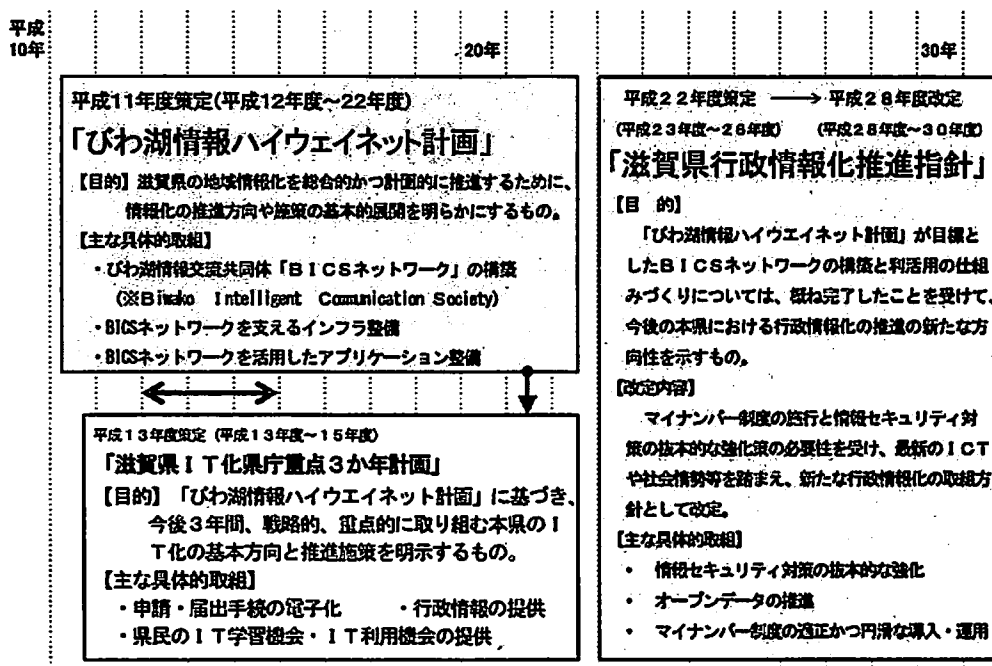 平成
10年
20年
30年
平成11年度策定(平成12年度~22年度)
「びわ湖情報ハイウェイネット計画」
【目的】滋賀県の地域情報化を総合的かつ計画的に推進するために、
情報化の推進方向や施策の基本的展開を明らかにするもの。
【主な具体的取組】
・びわ湖情報交流共同体「BICSネットワーク」の構築
(※Biwako Intelligent Communication Society)
・BICSネットワークを支えるインフラ整備
・BICSネットワークを活用したアプリケーション整備
平成13年度策定(平成13年度~15年度)
「滋賀県IT化県庁重点3か年計画」
【目的】「びわ湖情報ハイウエイネット計画」に基づき、
今後3年間、戦略的、重点的に取り組む本県のI
T化の基本方向と推進施策を明示するもの。
【主な具体的取組】
・申請・届出手続の電子化 ・行政情報の提供
・県民のIT学習機会・IT利用機会の提供
平成22年度策定 → 平成28年度改定
(平成23年度~26年度) (平成28年度~30年度)
「滋賀県行政情報化推進指針」
【目 的】
「びわ湖情報ハイウエイネット計画」が目標と
したBICSネットワークの構築と利活用の仕組
みづくりについては、概ね完了したことを受けて、
今後の本県における行政情報化の推進の新たな方
向性を示すもの。
【改定内容】
マイナンバー制度の施行と情報セキュリティ対
策の抜本的な強化策の必要性を受け、最新のICT
や社会情勢等を踏まえ、新たな行政情報化の取組方
針として改定。
【主な具体的取組】
・ 情報セキュリティ対策の抜本的な強化
・ オープンデータの推進
・ マイナンバー制度の適正かつ円滑な導入・運用